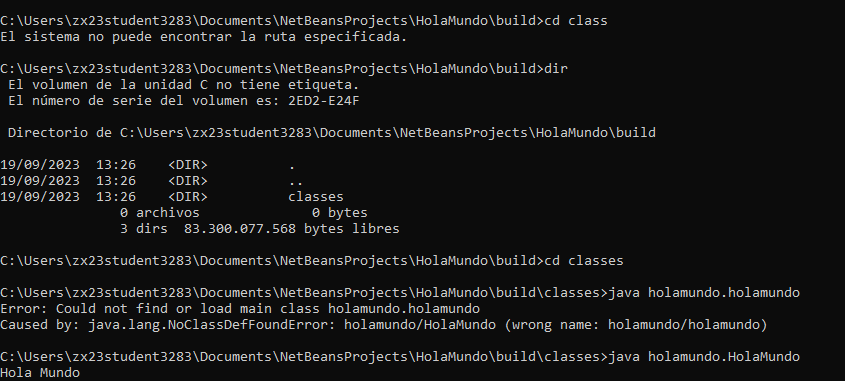 C:\Users\zx23student3283\Documents\NetBeansProjects\HolaMundo\build>cd class
El sistema no puede encontrar la ruta especificada.
C:\Users\zx23student3283\Documents\NetBeansProjects\HolaMundo\build>dir
El volumen de la unidad C no tiene etiqueta.
El número de serie del volumen es: 2ED2-E24F
Directorio de C:\Users\zx23student3283\Documents\NetBeansProjects\HolaMundo\build
19/09/2023  13:26    <DIR>          .
19/09/2023  13:26    <DIR>          ..
19/09/2023  13:26    <DIR>          classes
0 archivos              0 bytes
3 dirs  83.300.077.568 bytes libres
C:\Users\zx23student3283\Documents\NetBeansProjects\HolaMundo\build>cd classes
C:\Users\zx23student3283\Documents\NetBeansProjects\HolaMundo\build\classes>java holamundo.holamundo
Error: Could not find or load main class holamundo.holamundo
Caused by: java.lang.NoClassDefFoundError: holamundo/HolaMundo (wrong name: holamundo/holamundo)
C:\Users\zx23student3283\Documents\NetBeansProjects\HolaMundo\build\classes>java holamundo.HolaMundo
Hola Mundo